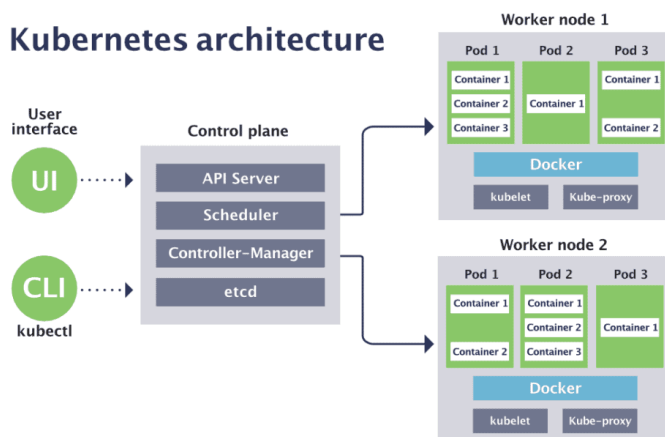 Kubernetes architecture
User
interface
UI
CLI
kubectl
Control plane
API Server
Scheduler
Controller-Manager
etcd
Worker node 1
Pod 1
Container 1
Container 2
Container 3
Pod 2
Container 1
Pod 3
Container 1
Container 2
Docker
kubelet
Kube-proxy
Worker node 2
Pod 1
Container 1
Container 2
Pod 2
Container 1
Container 2
Container 3
Pod 3
Container 1
Docker
kubelet
Kube-proxy